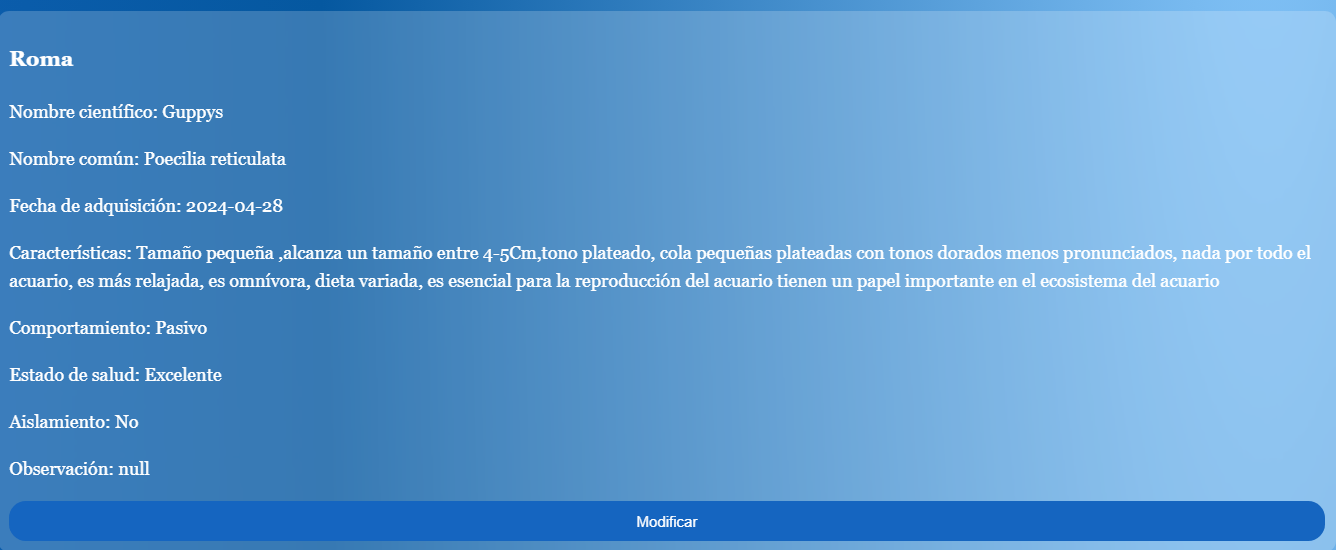 Roma
Nombre científico: Guppys
Nombre común: Poecilia reticulata
Fecha de adquisición: 2024-04-28
Características: Tamaño pequeña ,alcanza un tamaño entre 4-5Cm,tono plateado, cola pequeñas plateadas con tonos dorados menos pronunciados, nada por todo el
acuario, es más relajada, es omnívora, dieta variada, es esencial para la reproducción del acuario tienen un papel importante en el ecosistema del acuario
Comportamiento: Pasivo
Estado de salud: Excelente
Aislamiento: No
Observación: null
Modificar